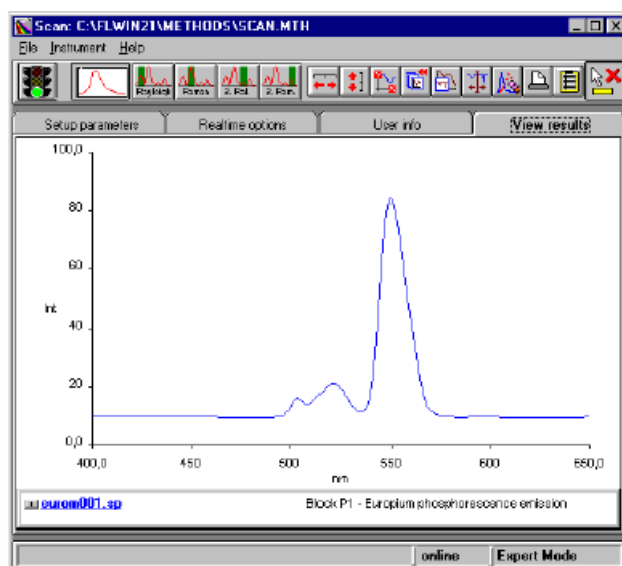 Scan: C:\FLWIN21\METHODS\SCAN.MTH
File Instrument Help
Rayleigh Raman 2. Ral. 2. Ram.
Setup parameters Realtime options User info View results
100,0
80
60
Int
40
20
0,0
400,0 450 500 550 600 650,0
nm
eurom001.sp Block P1 - Europium phosphorescence emission
online Expert Mode